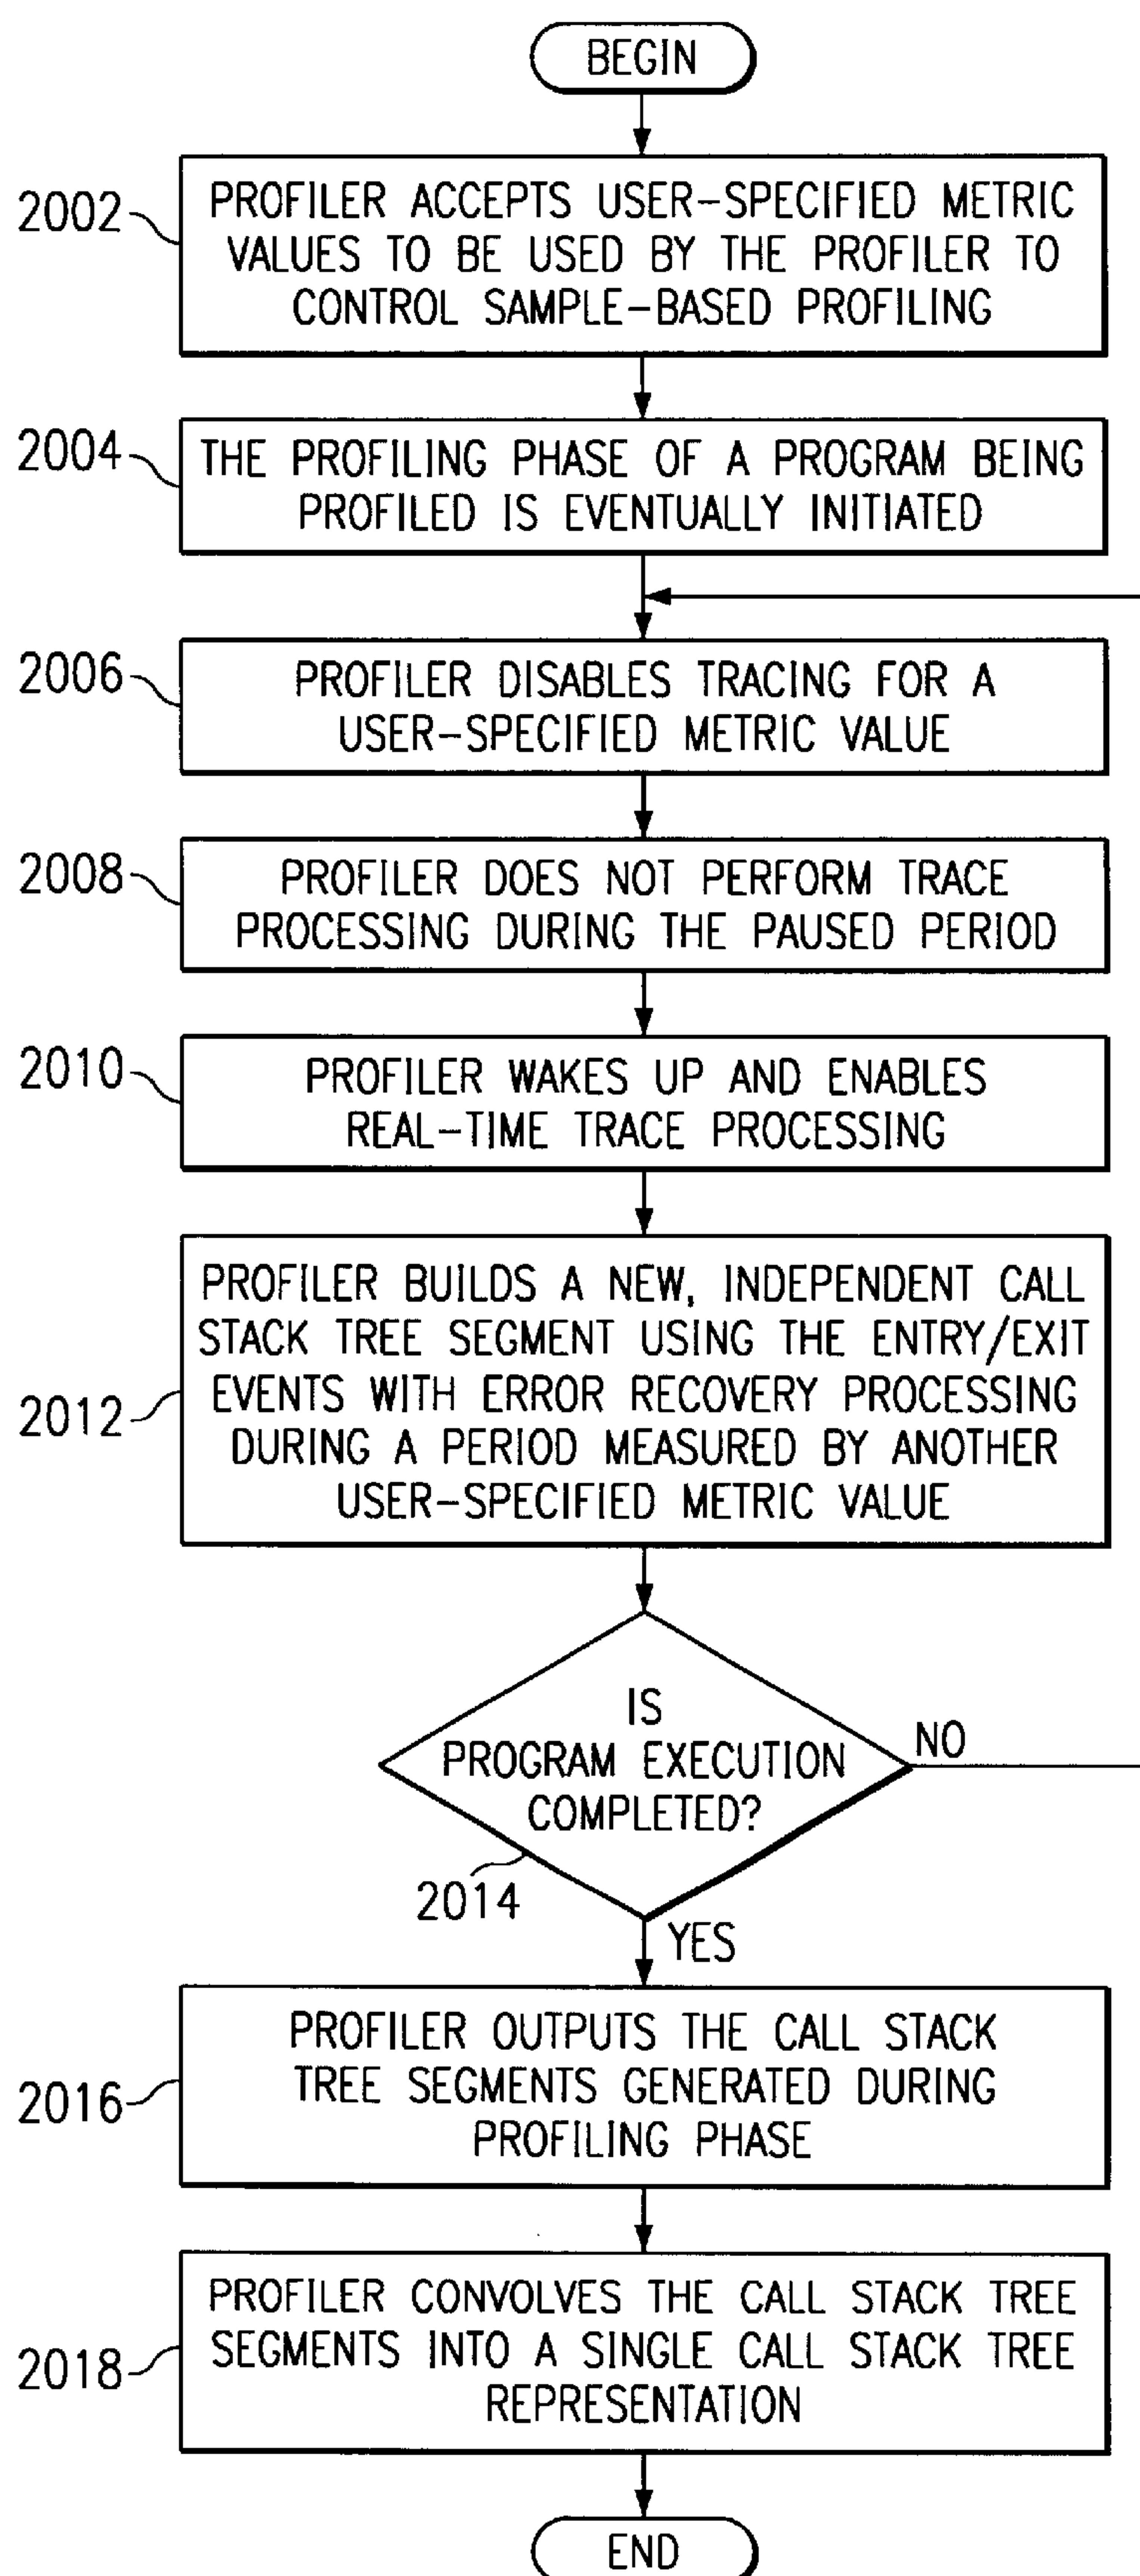 BEGIN
2002
PROFILER ACCEPTS USER-SPECIFIED METRIC
VALUES TO BE USED BY THE PROFILER TO
CONTROL SAMPLE-BASED PROFILING
2004
THE PROFILING PHASE OF A PROGRAM BEING
PROFILED IS EVENTUALLY INITIATED
2006
PROFILER DISABLES TRACING FOR A
USER-SPECIFIED METRIC VALUE
2008
PROFILER DOES NOT PERFORM TRACE
PROCESSING DURING THE PAUSED PERIOD
2010
PROFILER WAKES UP AND ENABLES
REAL-TIME TRACE PROCESSING
2012
PROFILER BUILDS A NEW, INDEPENDENT CALL
STACK TREE SEGMENT USING THE ENTRY/EXIT
EVENTS WITH ERROR RECOVERY PROCESSING
DURING A PERIOD MEASURED BY ANOTHER
USER-SPECIFIED METRIC VALUE
IS
PROGRAM EXECUTION
COMPLETED?
NO
2014
YES
2016
PROFILER OUTPUTS THE CALL STACK
TREE SEGMENTS GENERATED DURING
PROFILING PHASE
2018
PROFILER CONVOLVES THE CALL STACK TREE
SEGMENTS INTO A SINGLE CALL STACK TREE
REPRESENTATION
END